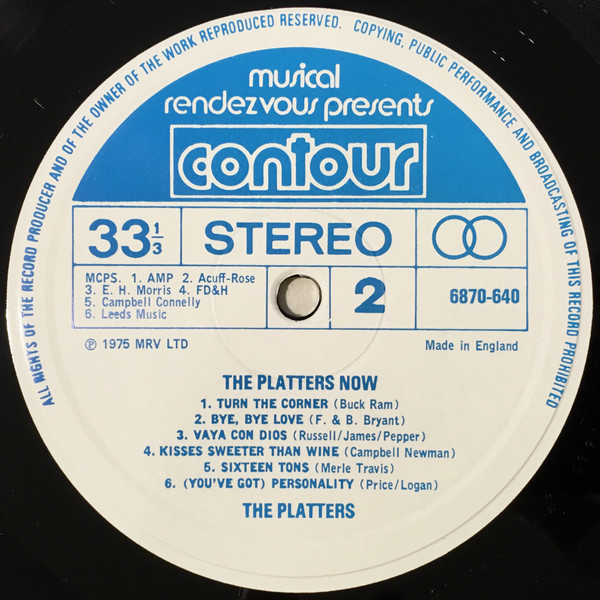 ALL RIGHTS OF THE RECORD PRODUCER AND OF THE OWNER OF THE WORK REPRODUCED RESERVED. COPYING, PUBLIC PERFORMANCE AND BROADCASTING OF THIS RECORD PROHIBITED
musical
rendezvous presents
contour
33⅓ STEREO
MCPS. 1. AMP 2. Acuff-Rose
3. E. H. Morris 4. FD&H
5. Campbell Connelly
6. Leeds Music
2
6870-640
℗ 1975 MRV LTD
Made in England
THE PLATTERS NOW
1. TURN THE CORNER (Buck Ram)
2. BYE, BYE LOVE (F. & B. Bryant)
3. VAYA CON DIOS (Russell/James/Pepper)
4. KISSES SWEETER THAN WINE (Campbell Newman)
5. SIXTEEN TONS (Merle Travis)
6. (YOU'VE GOT) PERSONALITY (Price/Logan)
THE PLATTERS